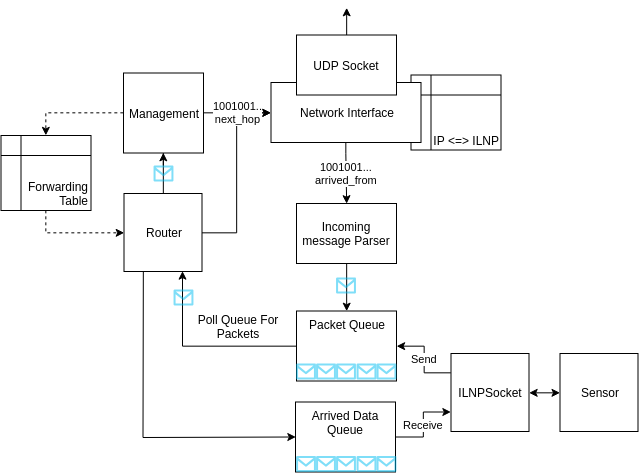 UDP Socket
Management
1001001...
next_hop
Network Interface
IP <=> ILNP
1001001...
arrived_from
Forwarding
Table
Router
Incoming
message Parser
Poll Queue For
Packets
Packet Queue
Send
ILNPSocket
Sensor
Arrived Data
Queue
Receive